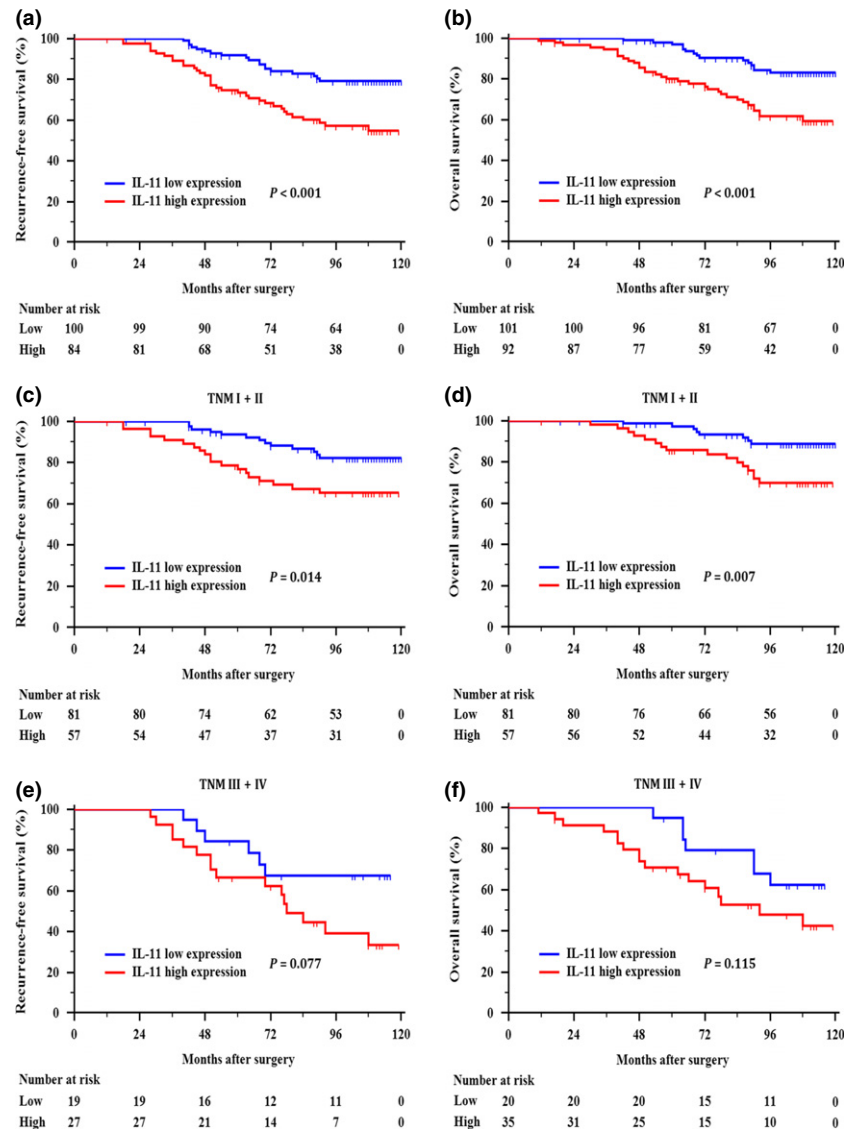 (a)
Recurrence-free survival (%)
100
80
60
40
20
0
IL-11 low expression
IL-11 high expression
P < 0.001
0 24 48 72 96 120
Months after surgery
Number at risk
Low 100 99 90 74 64 0
High 84 81 68 51 38 0
(b)
Overall survival (%)
100
80
60
40
20
0
IL-11 low expression
IL-11 high expression
P < 0.001
0 24 48 72 96 120
Months after surgery
Number at risk
Low 101 100 96 81 67 0
High 92 87 77 59 42 0
(c)
TNM I + II
Recurrence-free survival (%)
100
80
60
40
20
0
IL-11 low expression
IL-11 high expression
P = 0.014
0 24 48 72 96 120
Months after surgery
Number at risk
Low 81 80 74 62 53 0
High 57 54 47 37 31 0
(d)
TNM I + II
Overall survival (%)
100
80
60
40
20
0
IL-11 low expression
IL-11 high expression
P = 0.007
0 24 48 72 96 120
Months after surgery
Number at risk
Low 81 80 76 66 56 0
High 57 56 52 44 32 0
(e)
TNM III + IV
Recurrence-free survival (%)
100
80
60
40
20
0
IL-11 low expression
IL-11 high expression
P = 0.077
0 24 48 72 96 120
Months after surgery
Number at risk
Low 19 19 16 12 11 0
High 27 27 21 14 7 0
(f)
TNM III + IV
Overall survival (%)
100
80
60
40
20
0
IL-11 low expression
IL-11 high expression
P = 0.115
0 24 48 72 96 120
Months after surgery
Number at risk
Low 20 20 20 15 11 0
High 35 31 25 15 10 0